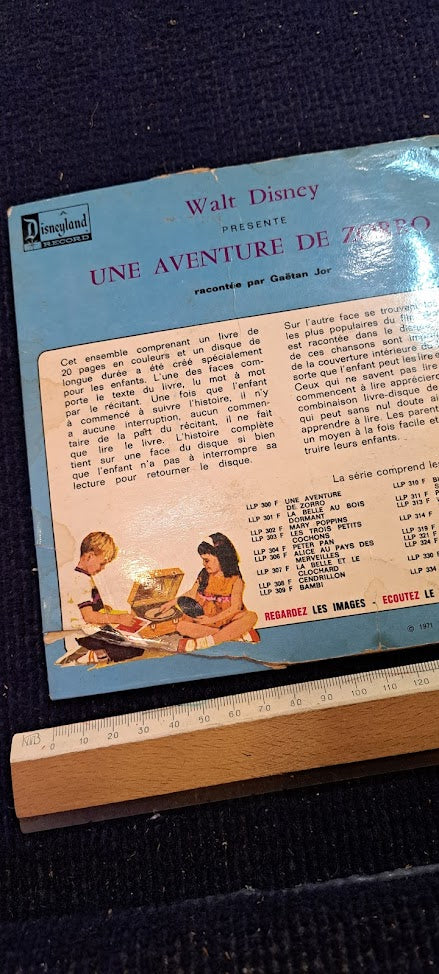 Disneyland
RECORD
Walt Disney
PRESENTE
UNE AVENTURE DE ZORRO
racontée par Gaëtan Jor
Cet ensemble comprenant un livre de
20 pages en couleurs et un disque de
longue durée a été créé spécialement
pour les enfants. L'une des faces com-
porte le texte du livre, lu mot à mot
par le récitant. Une fois que l'enfant
a commencé à suivre l'histoire, il n'y
a aucune interruption, aucun commen-
taire de la part du récitant, il ne fait
que lire le livre. L'histoire complète
tient sur une face du disque si bien
que l'enfant n'a pas à interrompre sa
lecture pour retourner le disque.
Sur l'autre face se trouvent
les plus populaires du
est racontée dans le
de ces chansons sont
de la couverture intérieure
sorte que l'enfant peut les lire
Ceux qui ne savent pas lire
commencent à lire
combinaison livre-disque
qui peut sans nul doute
apprendre à lire. Les
un moyen à la fois facile et
truire leurs enfants.
La série comprend
LLP 300 F UNE AVENTURE
DE ZORRO
LLP 301 F LA BELLE AU BOIS
DORMANT
LLP 302 F MARY POPPINS
LLP 303 F LES TROIS PETITS
COCHONS
LLP 304 F PETER PAN
LLP 306 F ALICE AU PAYS DES
MERVEILLES
LLP 307 F LA BELLE ET LE
CLOCHARD
LLP 308 F CENDRILLON
LLP 309 F BAMBI
LLP 310 F
LLP 311 F
LLP 313 F
LLP 314 F
LLP 319 F
LLP 321 F
LLP 324 F
LLP 330
LLP 334
REGARDEZ LES IMAGES - ECOUTEZ LE
© 1971
0 10 20 30 40 50 60 70 80 90 100 110 120